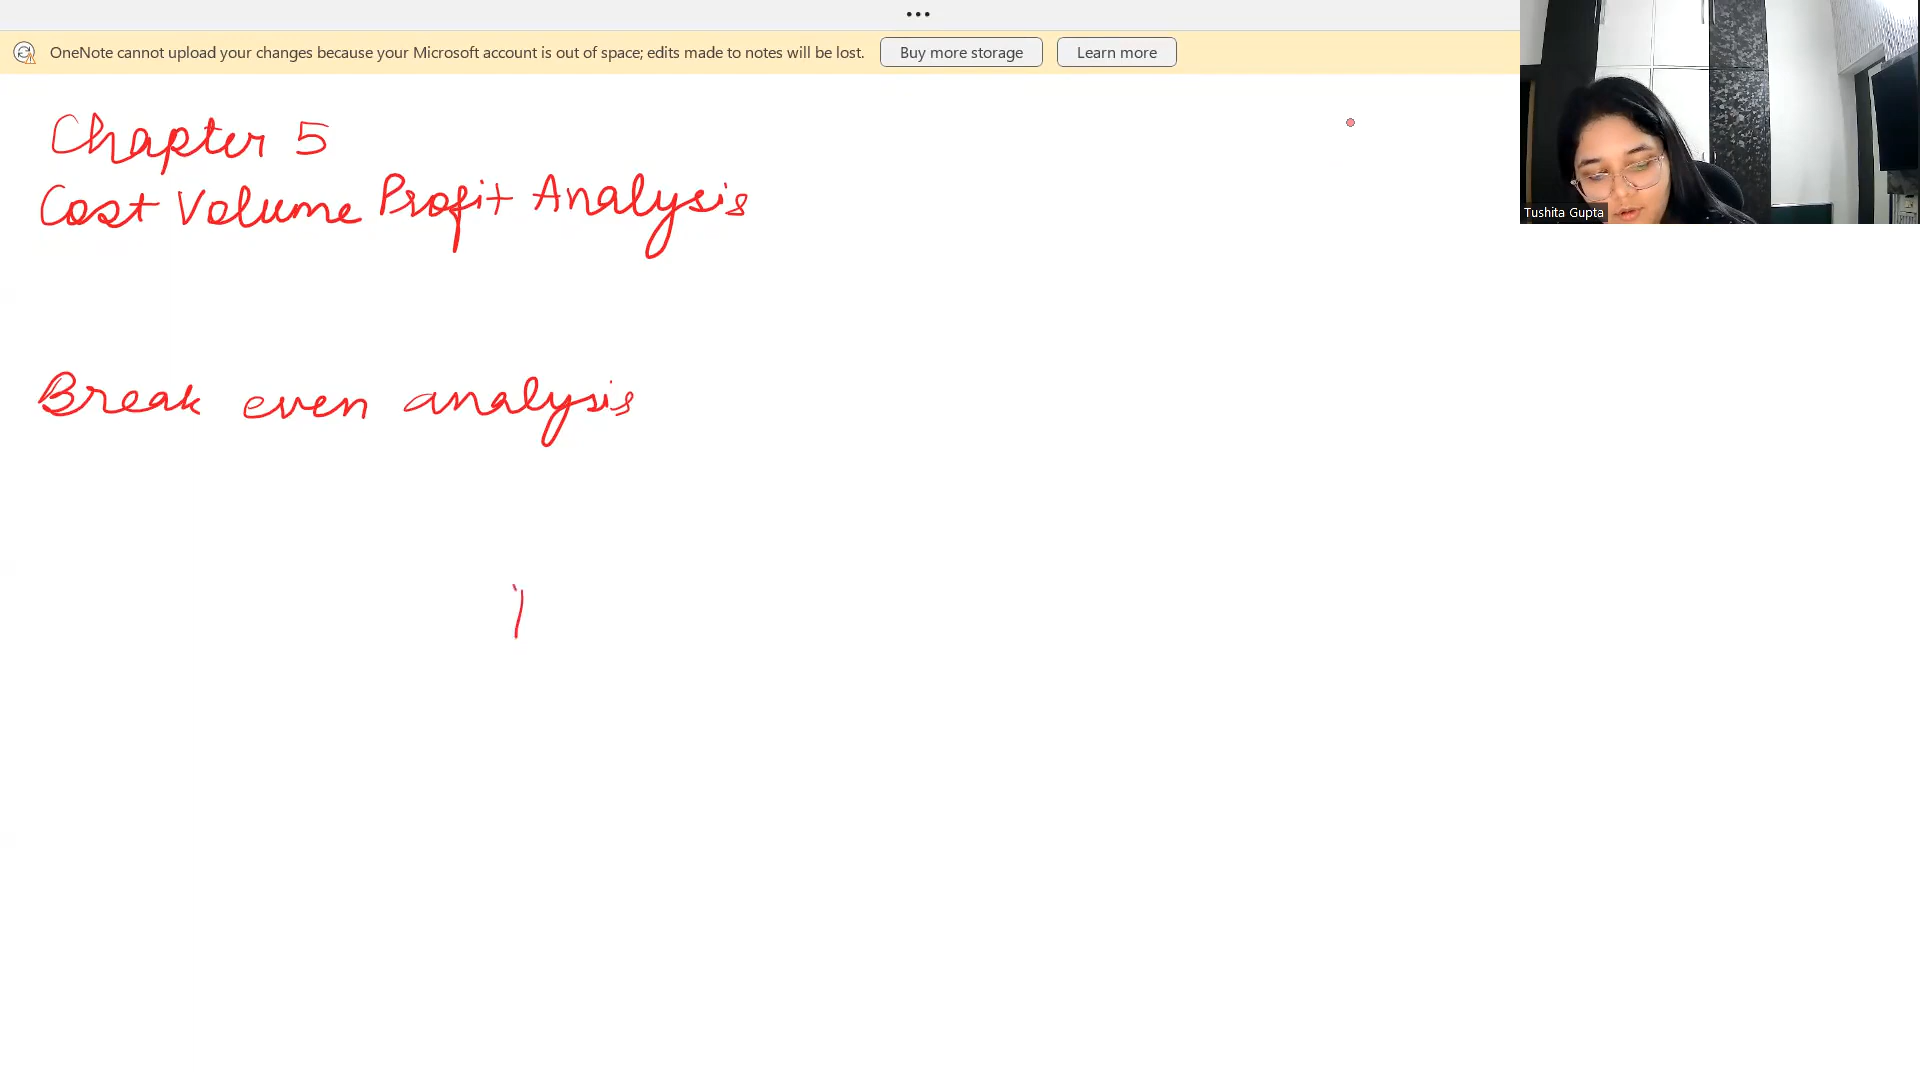 OneNote cannot upload your changes because your Microsoft account is out of space; edits made to notes will be lost. Buy more storage Learn more
Tushita Gupta
Chapter 5
Cost Volume Profit Analysis
Break even analysis